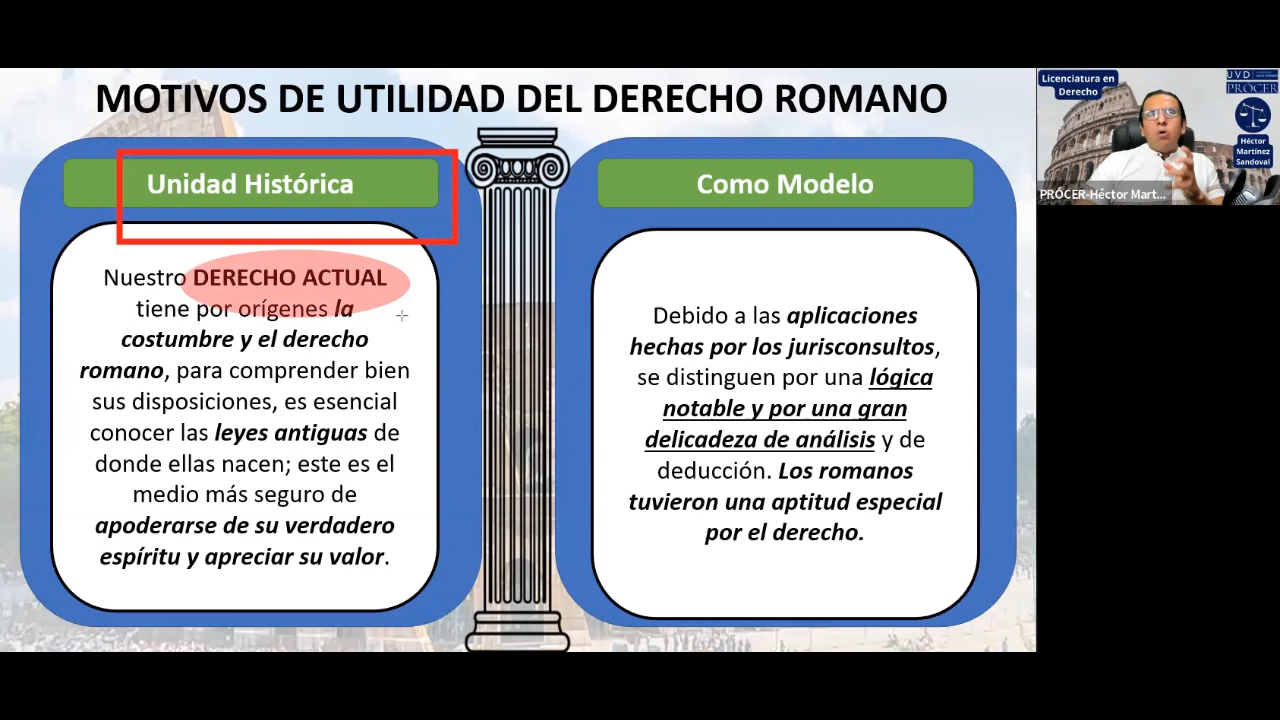 MOTIVOS DE UTILIDAD DEL DERECHO ROMANO
Unidad Histórica
Nuestro DERECHO ACTUAL
tiene por orígenes la
costumbre y el derecho
romano, para comprender bien
sus disposiciones, es esencial
conocer las leyes antiguas de
donde ellas nacen; este es el
medio más seguro de
apoderarse de su verdadero
espíritu y apreciar su valor.
Como Modelo
Debido a las aplicaciones
hechas por los jurisconsultos,
se distinguen por una lógica
notable y por una gran
delicadeza de análisis y de
deducción. Los romanos
tuvieron una aptitud especial
por el derecho.
Licenciatura en
Derecho
UVD
PRÓCER
Héctor
Martínez
Sandoval
PRÓCER-Héctor Mart...